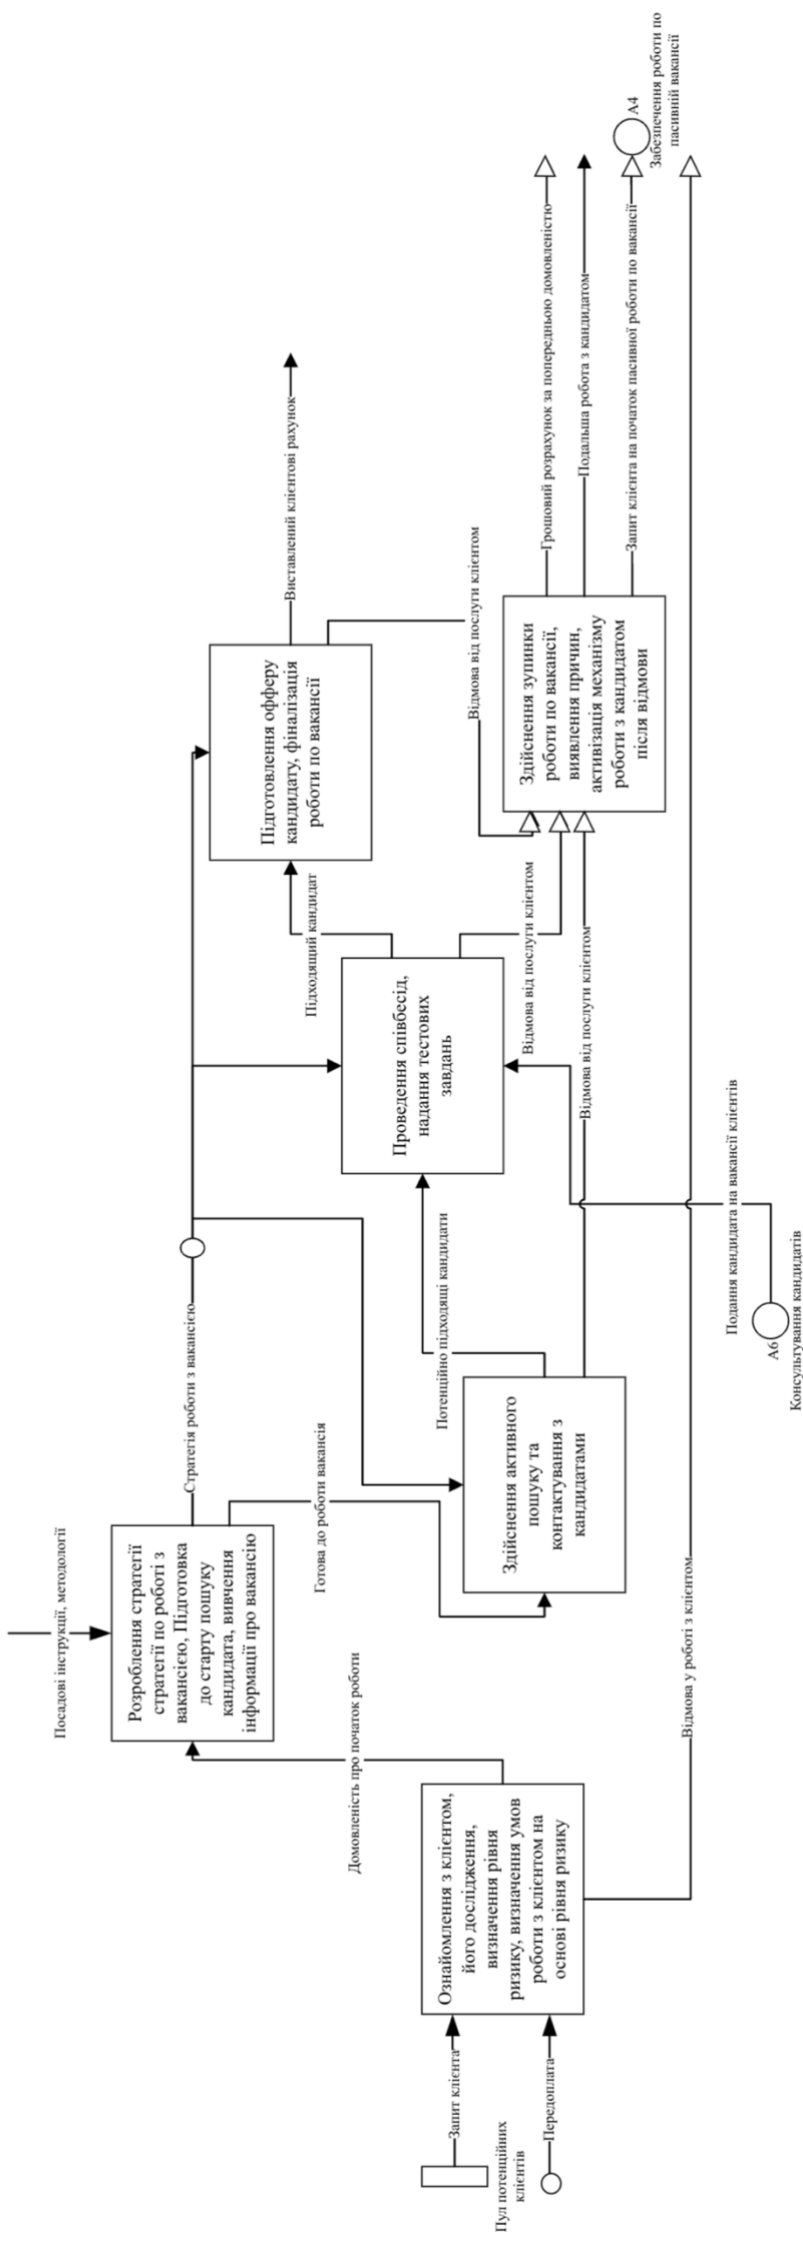 Посадові інструкції, методології
Розроблення стратегії
стратегії по роботі з
вакансією, Підготовка
до старту пошуку
кандидата, вивчення
інформації про вакансію
Стратегія роботи з вакансією
Готова до роботи вакансія
Домовленість про початок роботи
Запит клієнта
Пул потенційних
клієнтів
Передоплата
Ознайомлення з клієнтом,
його дослідження,
визначення рівня
ризику, визначення умов
роботи з клієнтом на
основі рівня ризику
Відмова у роботі з клієнтом
Здійснення активного
пошуку та
контактування з
кандидатами
Потенційно підходящі кандидати
Відмова від послуги клієнтом
А6
Консультування кандидатів
Подання кандидата на вакансії клієнтів
Проведення співбесід,
надання тестових
завдань
Підходящий кандидат
Відмова від послуги клієнтом
Підготовлення офферу
кандидату, фіналізація
роботи по вакансії
Виставлений клієнтові рахунок
Відмова від послуги клієнтом
Здійснення зупинки
роботи по вакансії,
виявлення причин,
активізація механізму
роботи з кандидатом
після відмови
Грошовий розрахунок за попередньою домовленістю
Подальша робота з кандидатом
Запит клієнта на початок пасивної роботи по вакансії
А4
Забезпечення роботи по
пасивній вакансії